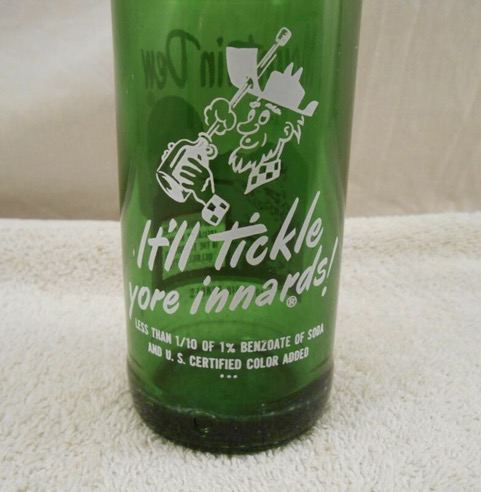 It'll Tickle
yore innards!®
LESS THAN 1/10 OF 1% BENZOATE OF SODA
AND U. S. CERTIFIED COLOR ADDED